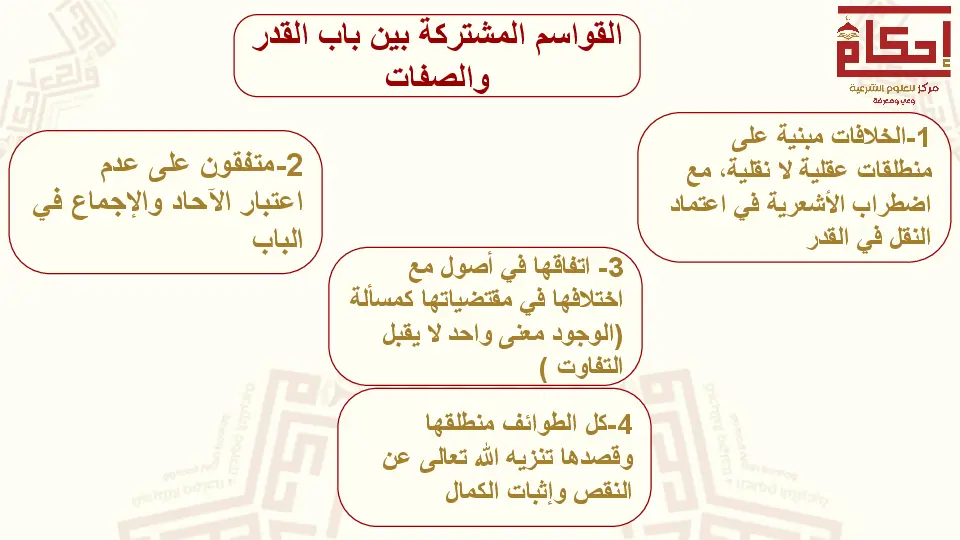 القواسم المشتركة بين باب القدر
والصفات
إحكام
مركز للعلوم الشرعية
وعي ومعرفة
1-الخلافات مبنية على
منطلقات عقلية لا نقلية، مع
اضطراب الأشعرية في اعتماد
النقل في القدر
2-متفقون على عدم
اعتبار الآحاد والإجماع في
الباب
3- اتفاقها في أصول مع
اختلافها في مقتضياتها كمسألة
(الوجود معنى واحد لا يقبل
التفاوت )
4-كل الطوائف منطلقها
وقصدها تنزيه الله تعالى عن
النقص وإثبات الكمال